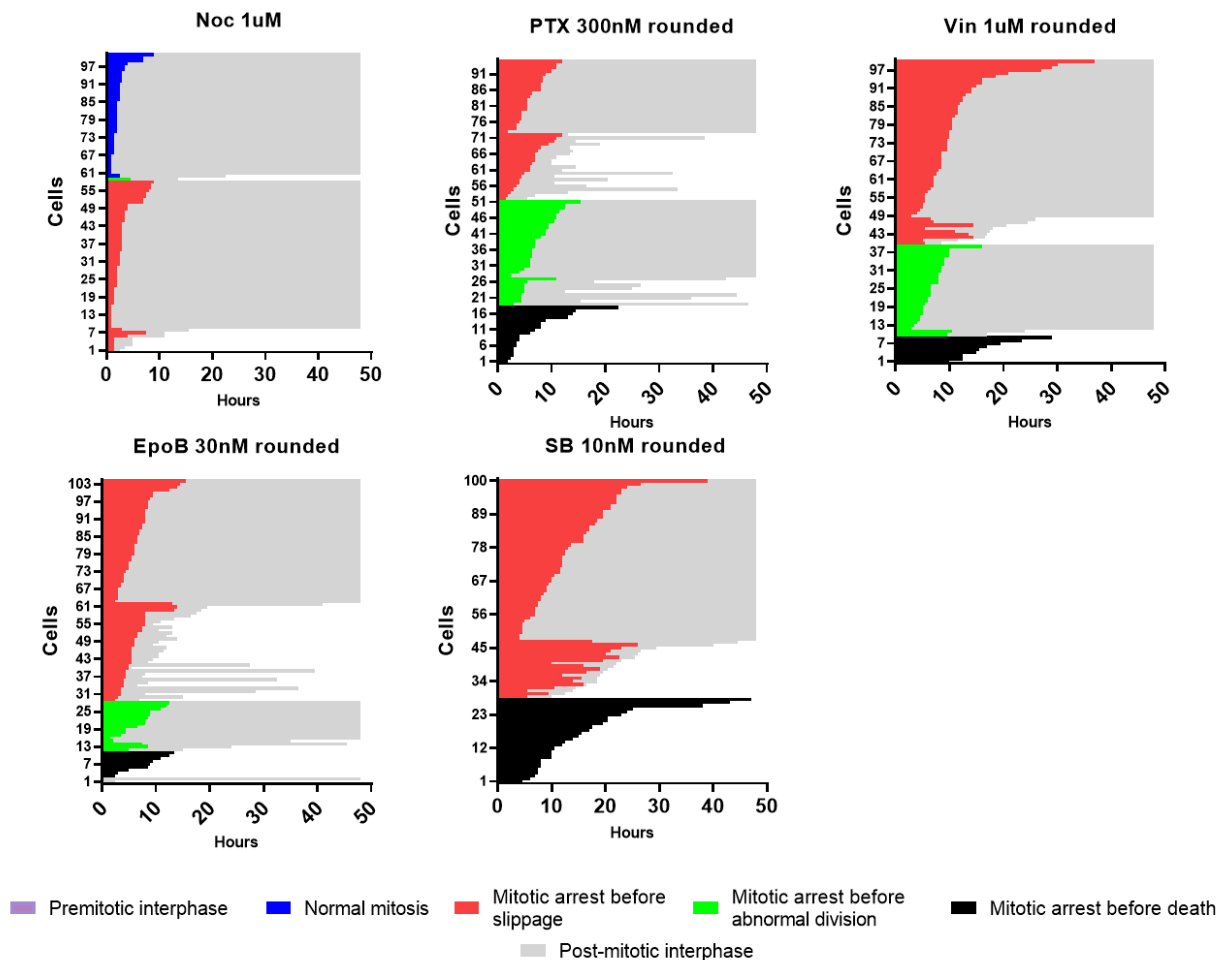 Noc 1uM
PTX 300nM rounded
Vin 1uM rounded
Cells
97
91
85
79
73
67
61
55
49
43
37
31
25
19
13
7
1
0 10 20 30 40 50
Hours
Cells
91
86
81
76
71
66
61
56
51
46
41
36
31
26
21
16
11
6
1
0 10 20 30 40 50
Hours
Cells
97
91
85
79
73
67
61
55
49
43
37
31
25
19
13
7
1
0 10 20 30 40 50
Hours
EpoB 30nM rounded
SB 10nM rounded
Cells
103
97
91
85
79
73
67
61
55
49
43
37
31
25
19
13
7
1
0 10 20 30 40 50
Hours
Cells
100
89
78
67
56
45
34
23
12
1
0 10 20 30 40 50
Hours
Premitotic interphase
Normal mitosis
Mitotic arrest before
slippage
Mitotic arrest before
abnormal division
Mitotic arrest before death
Post-mitotic interphase